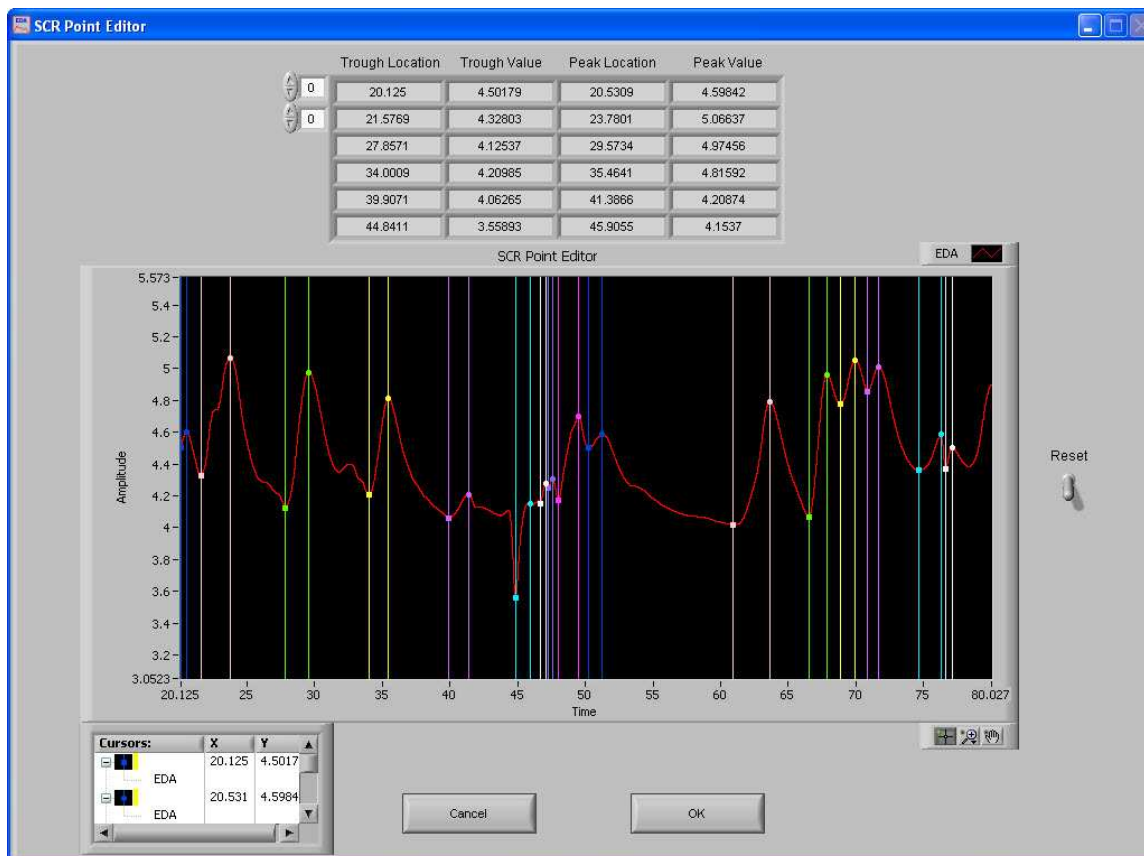 EDA
SCR Point Editor
Trough Location Trough Value Peak Location Peak Value
0 20.125 4.50179 20.5309 4.59842
0 21.5769 4.32803 23.7801 5.06637
27.8571 4.12537 29.5734 4.97456
34.0009 4.20985 35.4641 4.81592
39.9071 4.06265 41.3866 4.20874
44.8411 3.55893 45.9055 4.1537
SCR Point Editor
EDA
5.573
5.4
5.2
5
4.8
4.6
4.4
4.2
4
3.8
3.6
3.4
3.2
3.0523
Amplitude
20.125 25 30 35 40 45 50 55 60 65 70 75 80.027
Time
Reset
Cursors: X Y
20.125 4.5017
EDA
20.531 4.5984
EDA
Cancel
OK